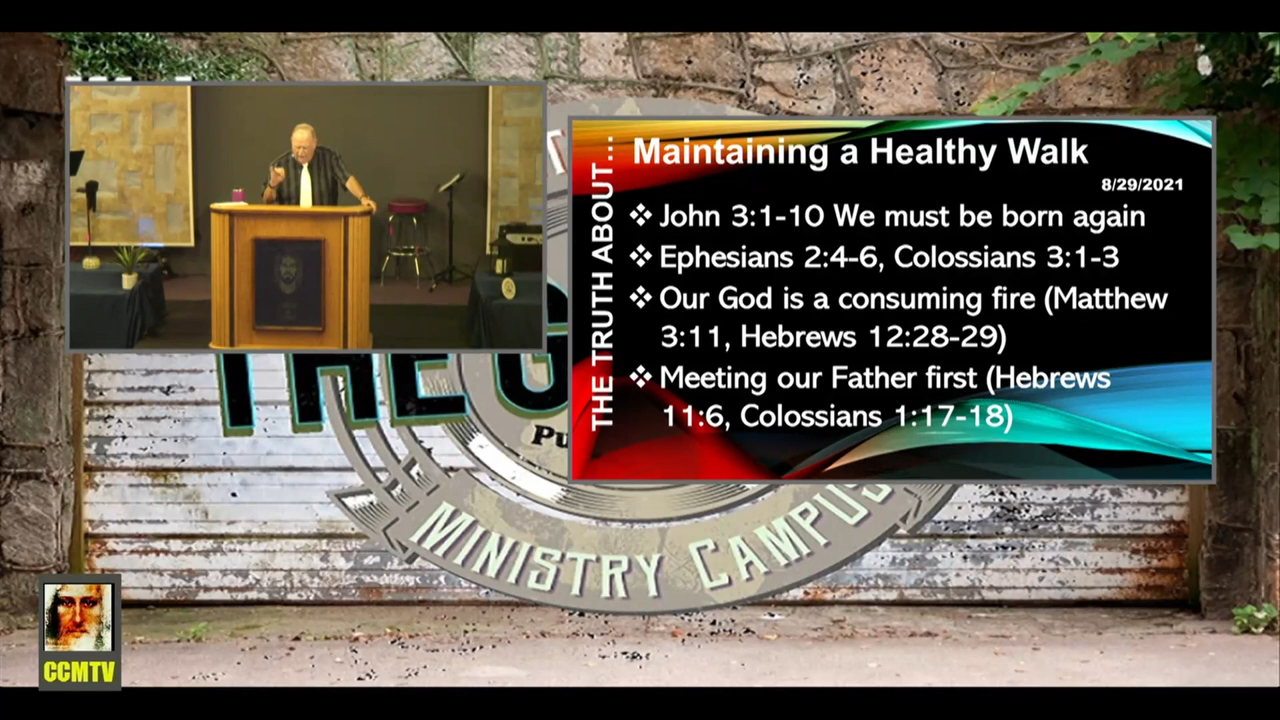 THE TRUTH ABOUT...
Maintaining a Healthy Walk
8/29/2021
❖ John 3:1-10 We must be born again
❖ Ephesians 2:4-6, Colossians 3:1-3
❖ Our God is a consuming fire (Matthew
3:11, Hebrews 12:28-29)
❖ Meeting our Father first (Hebrews
11:6, Colossians 1:17-18)
THE
MINISTRY CAMPUS
CCMTV